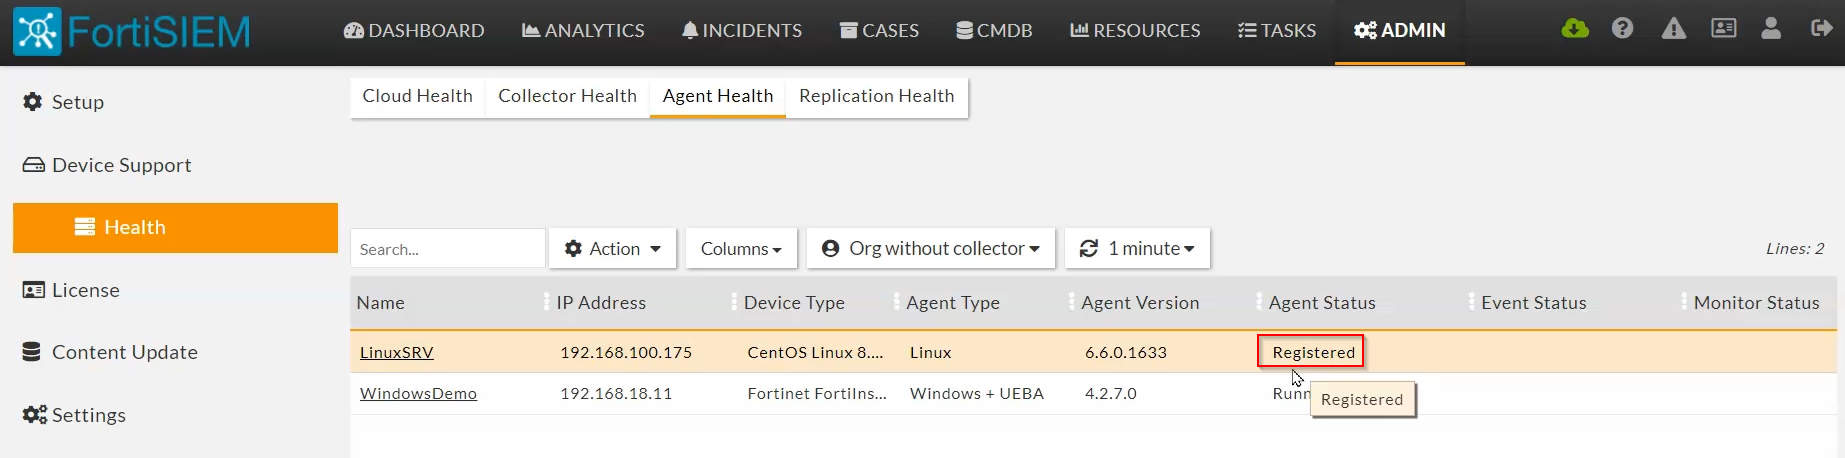 FortiSIEM DASHBOARD ANALYTICS INCIDENTS CASES CMDB RESOURCES TASKS ADMIN
Setup
Device Support
Health
License
Content Update
Settings
Cloud Health Collector Health Agent Health Replication Health
Search... Action Columns Org without collector 1 minute Lines: 2
Name IP Address Device Type Agent Type Agent Version Agent Status Event Status Monitor Status
LinuxSRV 192.168.100.175 CentOS Linux 8.... Linux 6.6.0.1633 Registered
WindowsDemo 192.168.18.11 Fortinet FortiIns... Windows + UEBA 4.2.7.0
Registered